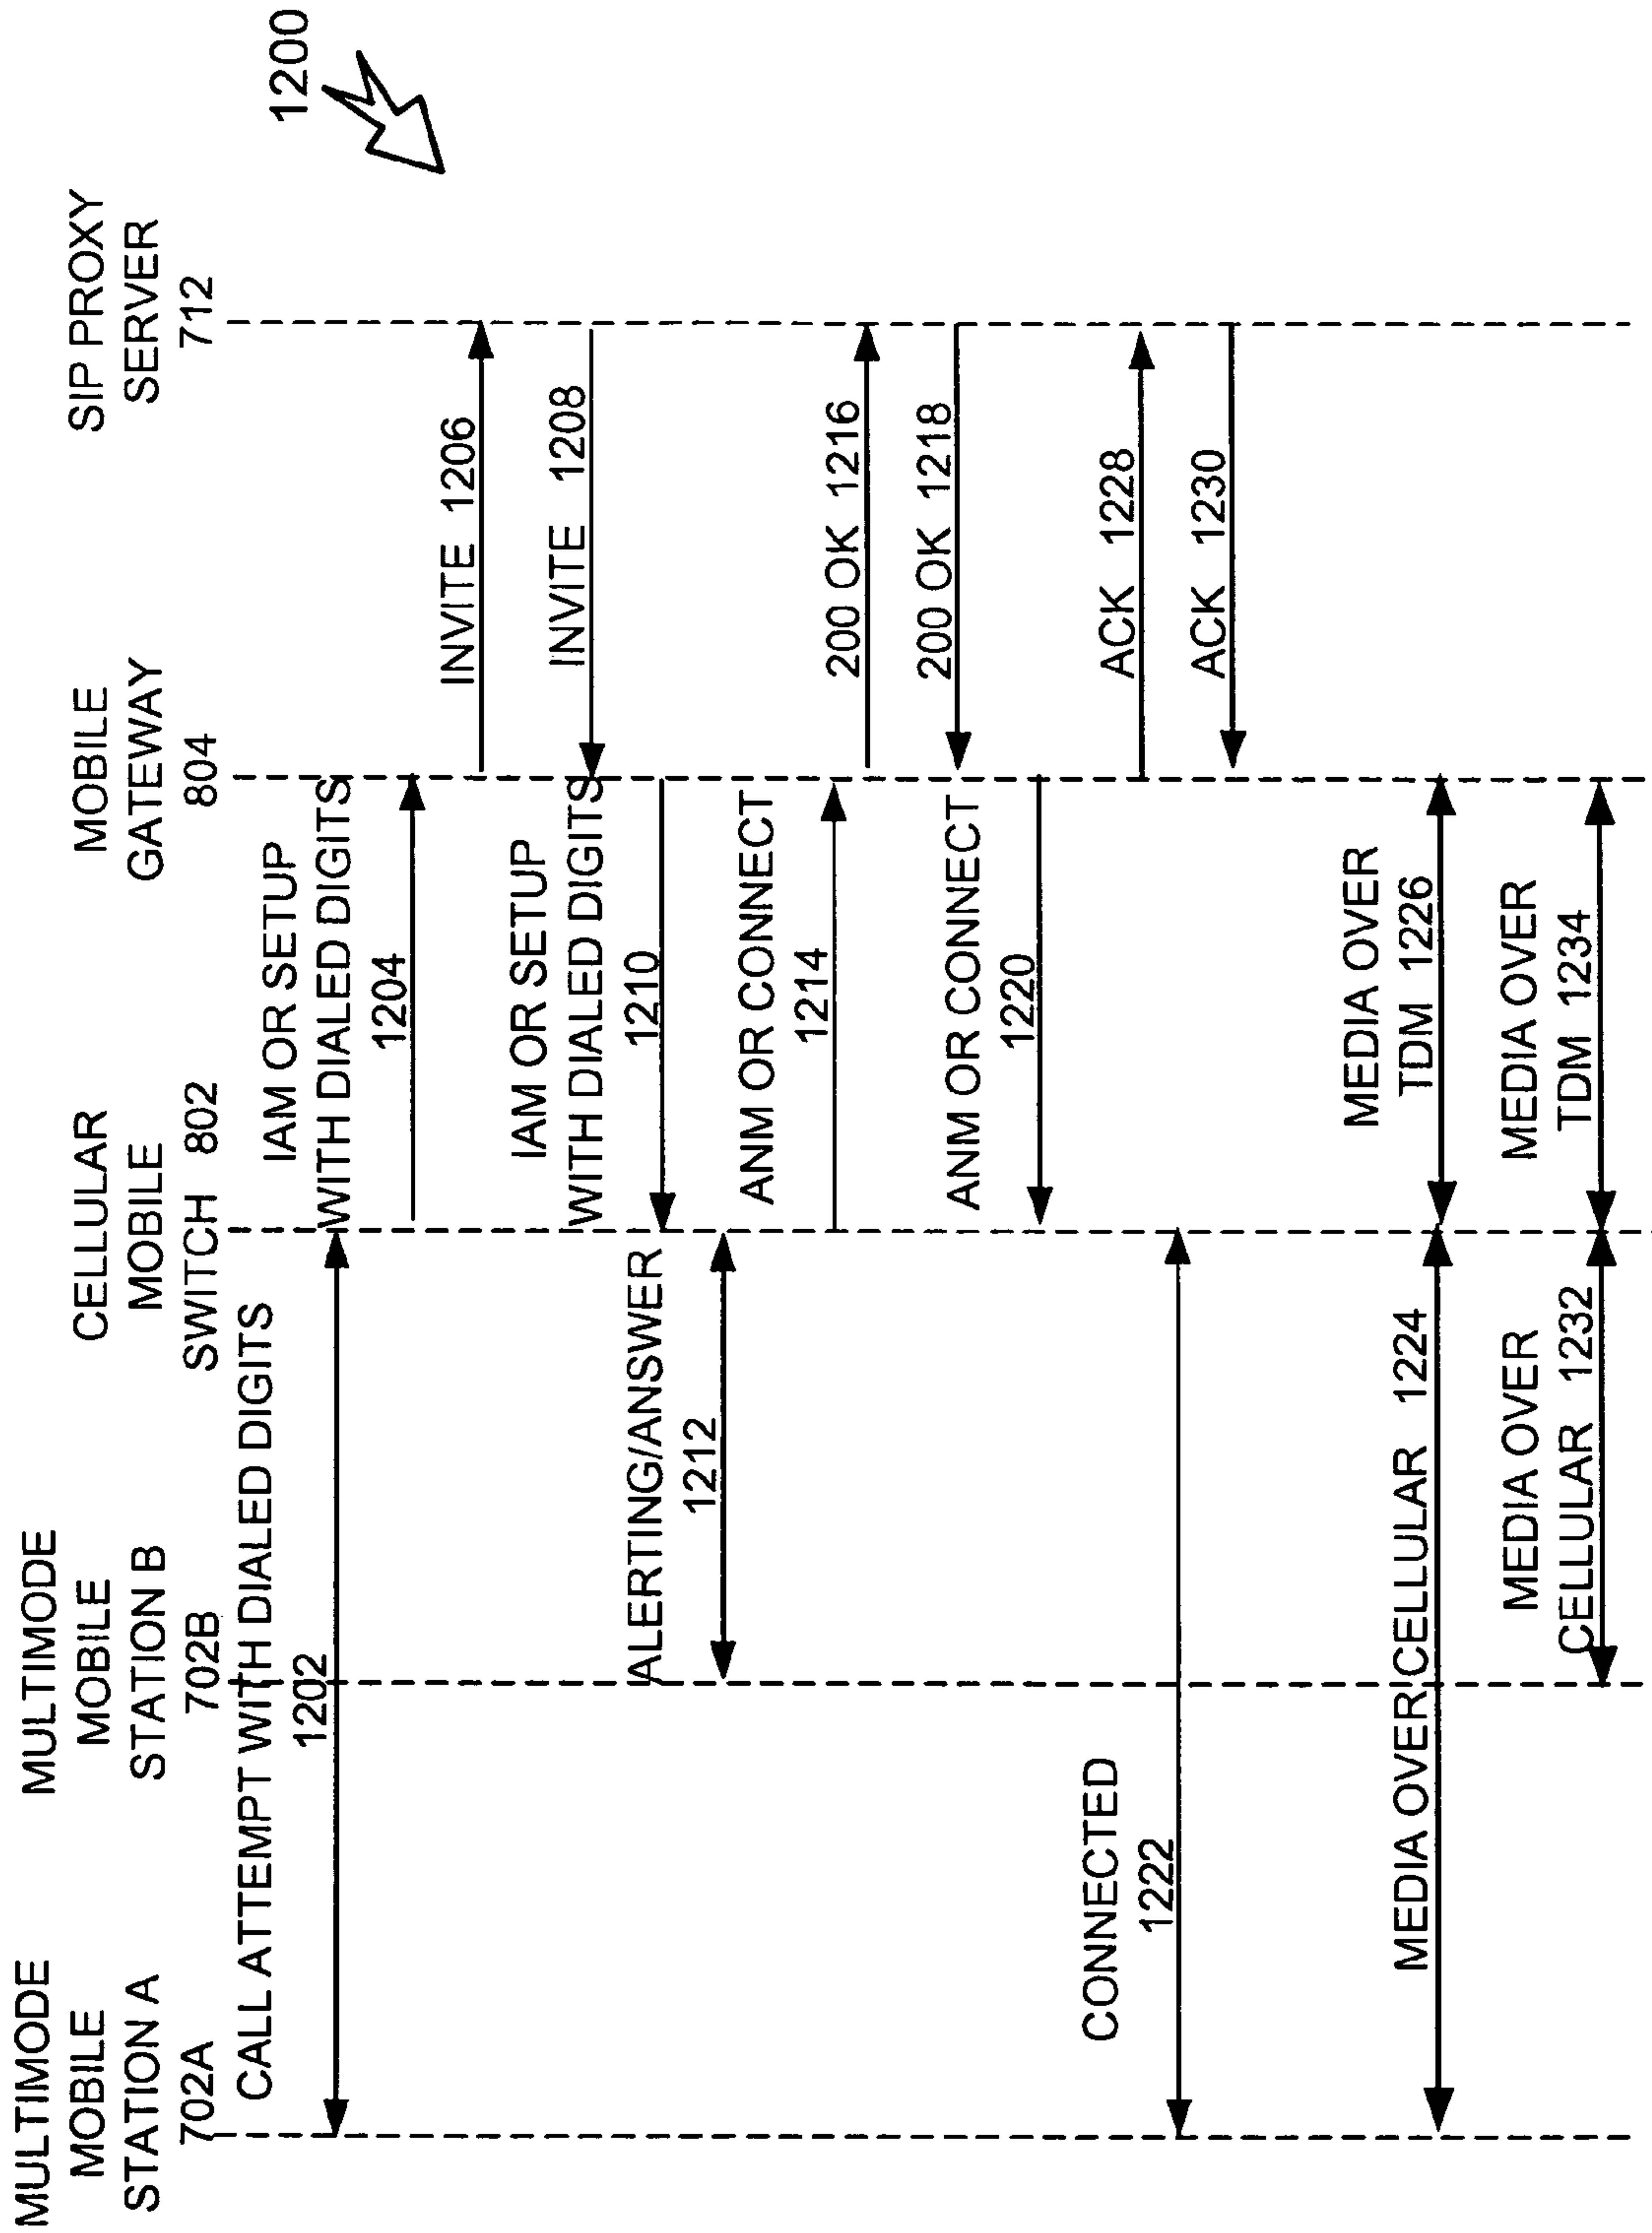 1200
MULTIMODE
MOBILE
STATION A
702A
MULTIMODE
MOBILE
STATION B
702B
CELLULAR
MOBILE
SWITCH 802
MOBILE
GATEWAY
804
SIP PROXY
SERVER
712
CALL ATTEMPT WITH DIALED DIGITS
1202
IAM OR SETUP
WITH DIALED DIGITS
1204
INVITE 1206
INVITE 1208
IAM OR SETUP
WITH DIALED DIGITS
1210
ALERTING/ANSWER
1212
ANM OR CONNECT
1214
200 OK 1216
200 OK 1218
ANM OR CONNECT
1220
CONNECTED
1222
ACK 1228
ACK 1230
MEDIA OVER CELLULAR 1224
MEDIA OVER
TDM 1226
MEDIA OVER
CELLULAR 1232
MEDIA OVER
TDM 1234